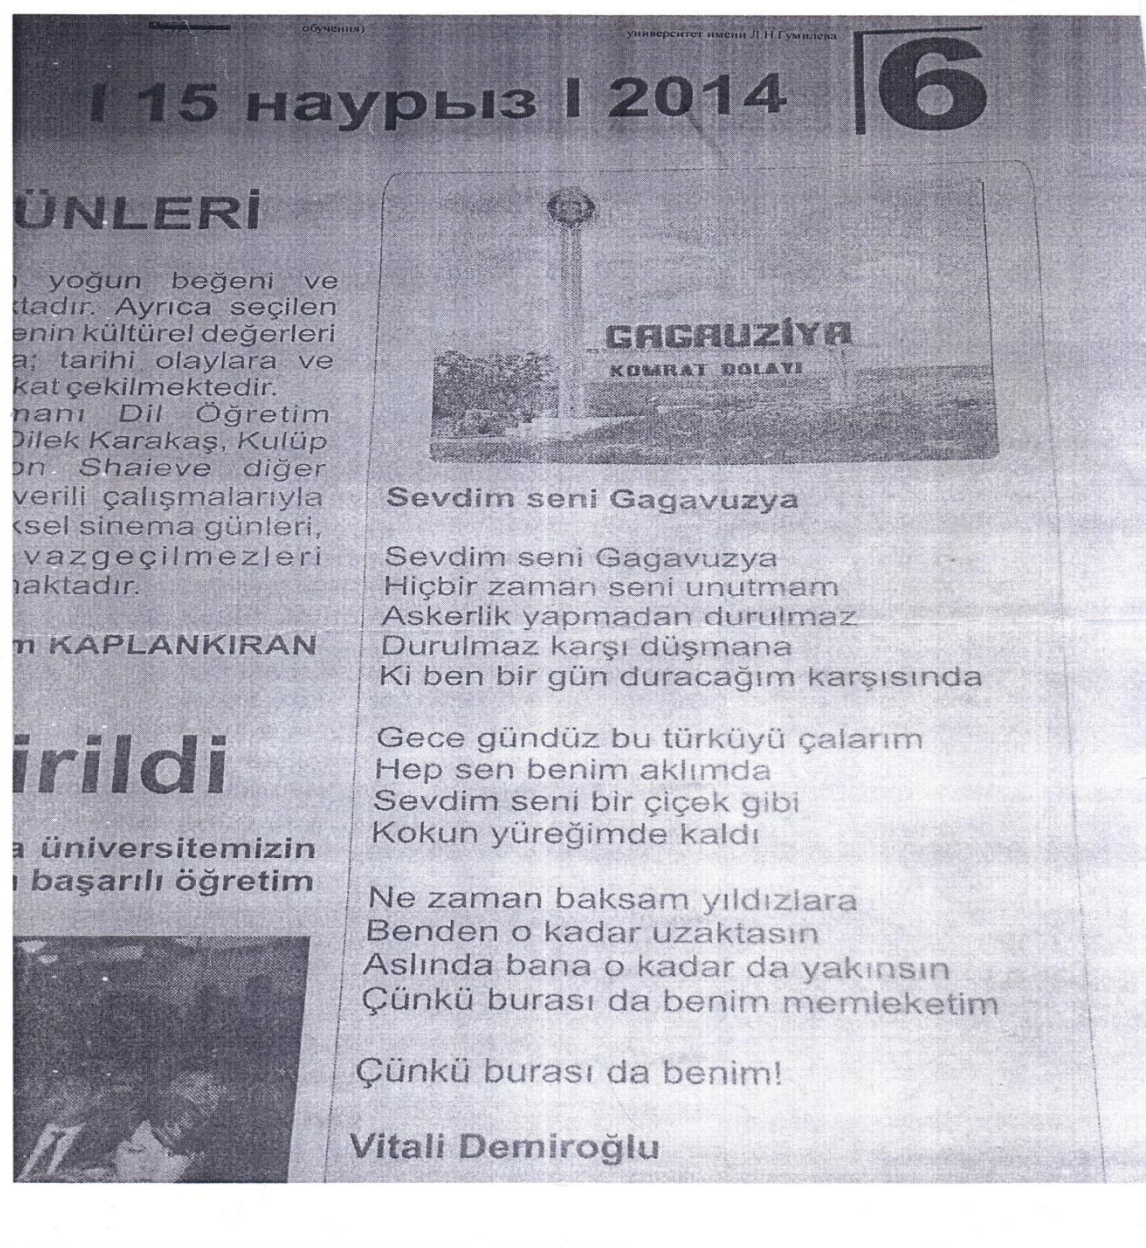 обучения)
университет имени Л.Н.Гумилева
| 15 наурыз | 2014
6
ÜNLERİ
yoğun beğeni ve
ktadır. Ayrıca seçilen
enin kültürel değerleri
a; tarihi olaylara ve
kat çekilmektedir.
manı Dil Öğretim
Dilek Karakaş, Kulüp
on Shaieve diğer
verili çalışmalarıyla
ksel sinema günleri,
vazgeçilmezleri
maktadır.
m KAPLANKIRAN
irildi
a üniversitemizin
başarılı öğretim
GAGAUZİYA
KOMRAT DOLAYI
Sevdim seni Gagavuzya
Sevdim seni Gagavuzya
Hiçbir zaman seni unutmam
Askerlik yapmadan durulmaz
Durulmaz karşı düşmana
Ki ben bir gün duracağım karşısında
Gece gündüz bu türküyü çalarım
Hep sen benim aklımda
Sevdim seni bir çiçek gibi
Kokun yüreğimde kaldı
Ne zaman baksam yıldızlara
Benden o kadar uzaktasın
Aslında bana o kadar da yakınsın
Çünkü burası da benim memleketim
Çünkü burası da benim!
Vitali Demiroğlu